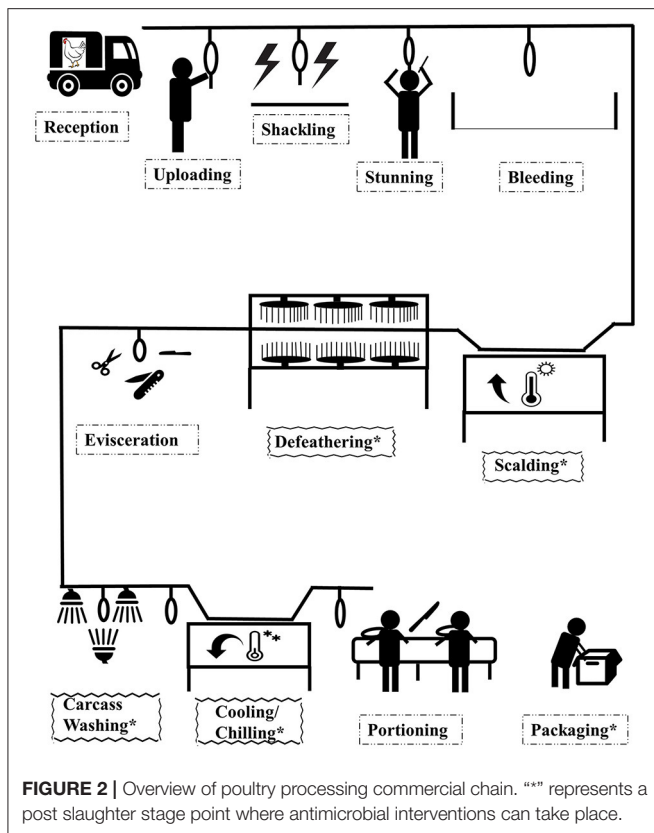 Reception
Uploading
Shackling
Stunning
Bleeding
Evisceration
Defeathering*
Scalding*
Carcass
Washing*
Cooling/
Chilling*
Portioning
Packaging*
FIGURE 2 | Overview of poultry processing commercial chain. “*” represents a
post slaughter stage point where antimicrobial interventions can take place.